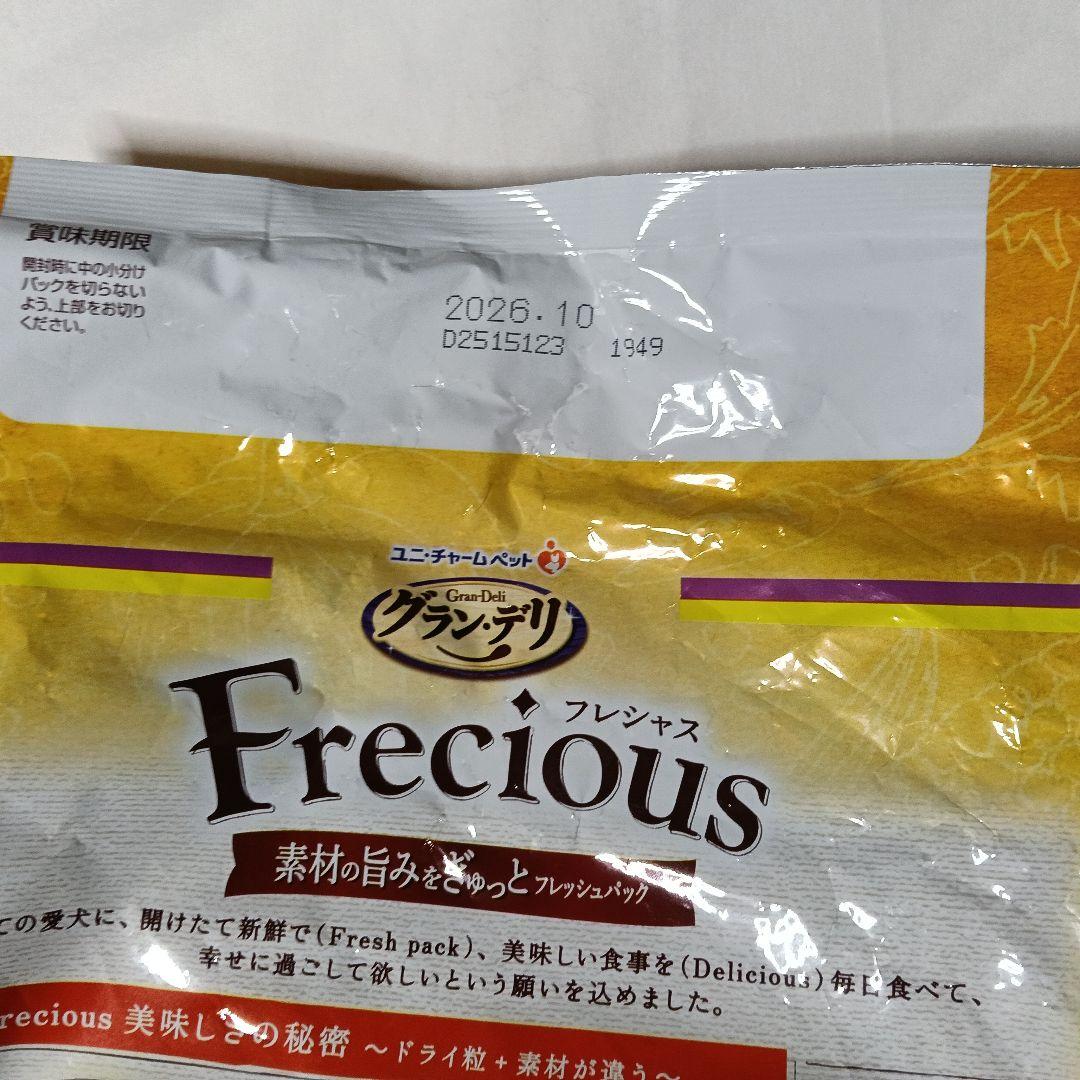 賞味期限
開封時に中の小分け
パックを切らない
よう、上部をお切り
ください。
2026.10
D2515123 1949
ユニ・チャーム ペット
Gran-Deli
グラン・デリ
フレシャス
Frecious
素材の旨みをぎゅっとフレッシュパック
ての愛犬に、開けたて新鮮で(Fresh pack)、美味しい食事を(Delicious)毎日食べて、
幸せに過ごして欲しいという願いを込めました。
recious 美味しさの秘密 ～ドライ粒+素材が違う～